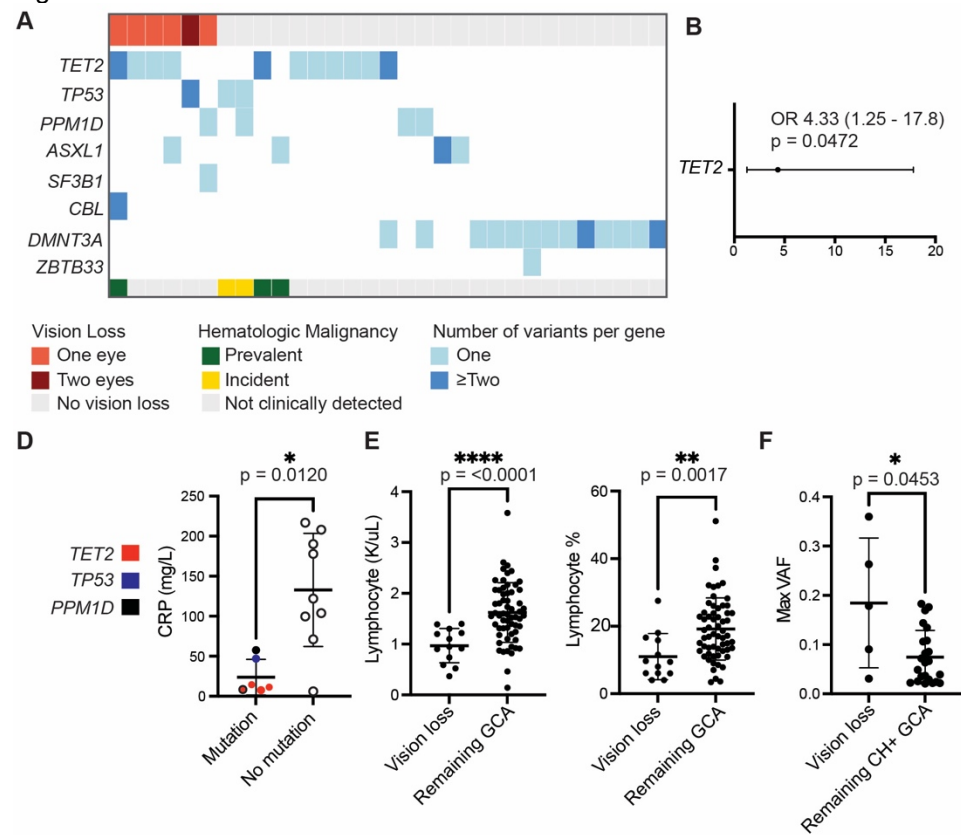 A
TET2
TP53
PPM1D
ASXL1
SF3B1
CBL
DMNT3A
ZBTB33
Vision Loss
One eye
Two eyes
No vision loss
Hematologic Malignancy
Prevalent
Incident
Not clinically detected
Number of variants per gene
One
≥Two
B
OR 4.33 (1.25 - 17.8)
p = 0.0472
TET2
0 5 10 15 20
D
TET2
TP53
PPM1D
*
p = 0.0120
CRP (mg/L)
250
200
150
100
50
0
Mutation
No mutation
E
****
p = <0.0001
Lymphocyte (K/uL)
4
3
2
1
0
Vision loss
Remaining GCA
**
p = 0.0017
Lymphocyte %
60
40
20
0
Vision loss
Remaining GCA
F
*
p = 0.0453
Max VAF
0.4
0.3
0.2
0.1
0.0
Vision loss
Remaining CH+ GCA